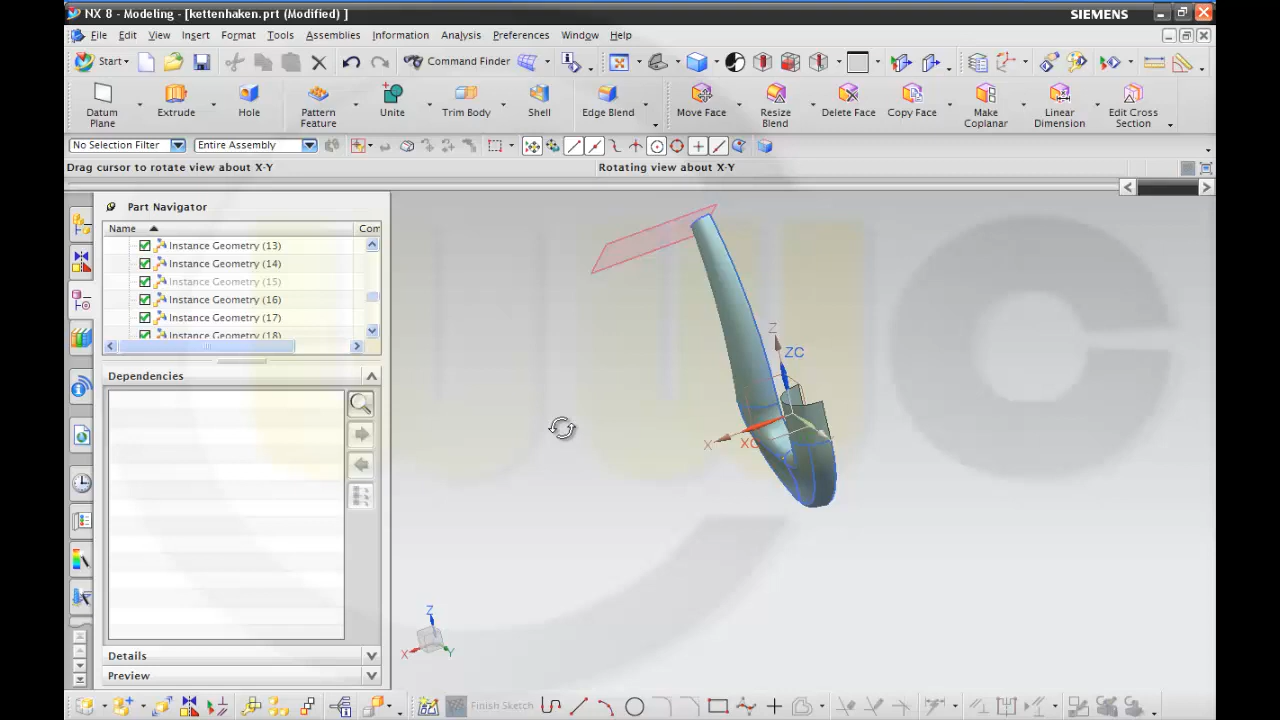 NX 8 - Modeling - [kettenhaken.prt (Modified) ]
SIEMENS
File Edit View Insert Format Tools Assemblies Information Analysis Preferences Window Help
Start Command Finder
Datum Plane Extrude Hole Pattern Feature Unite Trim Body Shell Edge Blend Move Face Resize Blend Delete Face Copy Face Make Coplanar Linear Dimension Edit Cross Section
No Selection Filter Entire Assembly
Drag cursor to rotate view about X-Y Rotating view about X-Y
Part Navigator
Name Com
Instance Geometry (13)
Instance Geometry (14)
Instance Geometry (15)
Instance Geometry (16)
Instance Geometry (17)
Instance Geometry (18)
Dependencies
Details
Preview
Z
ZC
X
XC
Z
X
Y
Finish Sketch